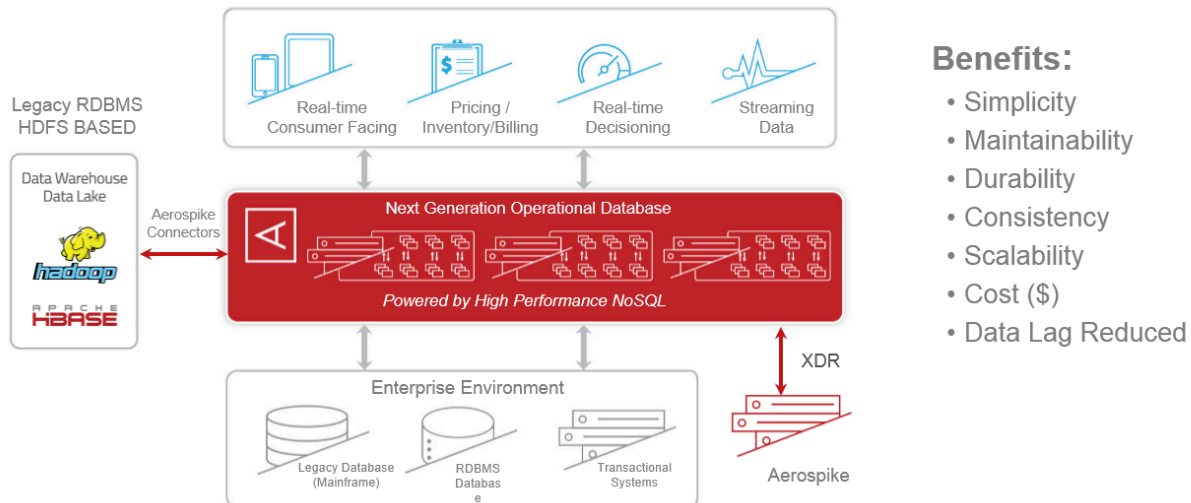 Real-time
Consumer Facing
Pricing /
Inventory/Billing
Real-time
Decisioning
Streaming
Data
Legacy RDBMS
HDFS BASED
Data Warehouse
Data Lake
hadoop
APACHE
HBASE
Aerospike
Connectors
Next Generation Operational Database
Powered by High Performance NoSQL
Enterprise Environment
Legacy Database
(Mainframe)
RDBMS
Databas
e
Transactional
Systems
XDR
Aerospike
Benefits:
• Simplicity
• Maintainability
• Durability
• Consistency
• Scalability
• Cost ($)
• Data Lag Reduced